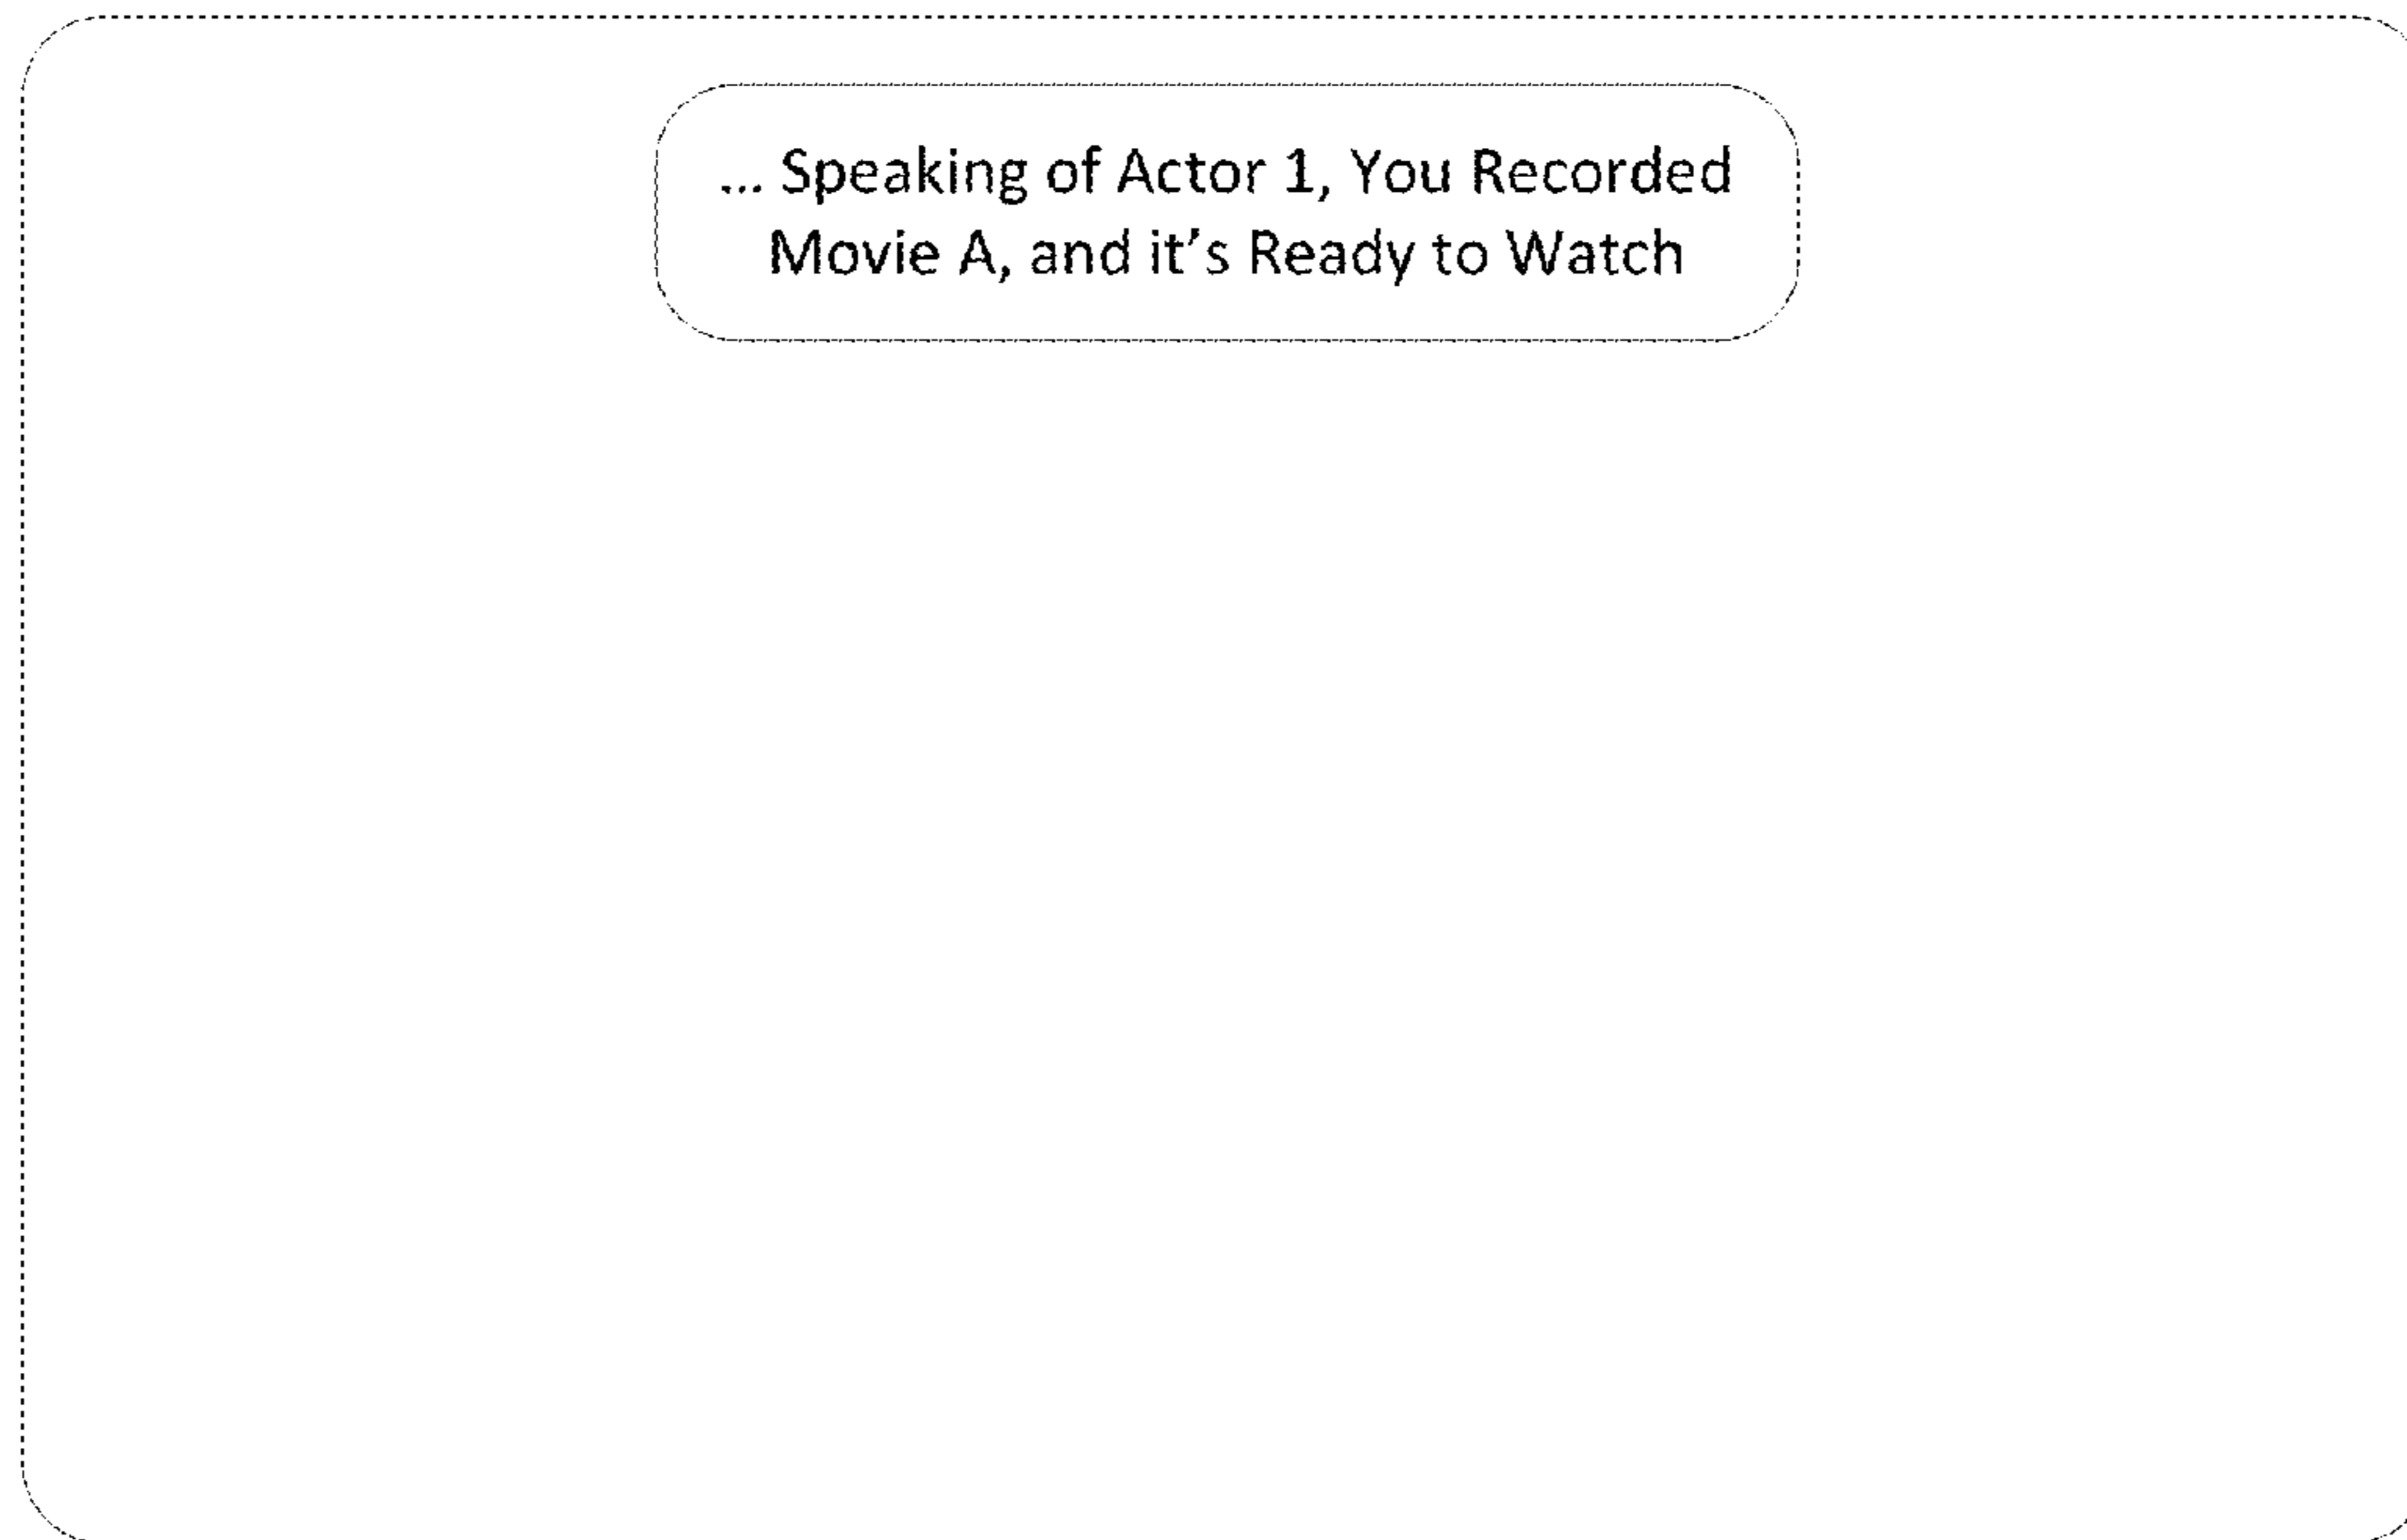 ... Speaking of Actor 1, You Recorded
Movie A, and it’s Ready to Watch